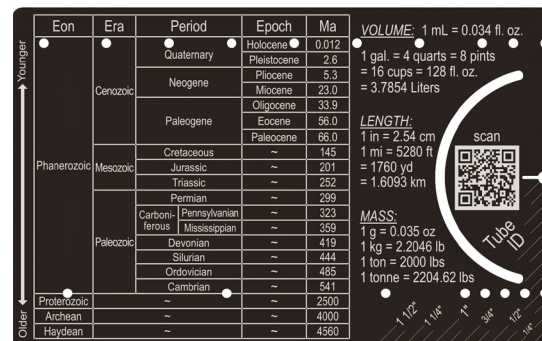 Eon Era Period Epoch Ma
Younger
Phanerozoic
Cenozoic
Quaternary
Holocene 0.012
Pleistocene 2.6
Neogene
Pliocene 5.3
Miocene 23.0
Paleogene
Oligocene 33.9
Eocene 56.0
Paleocene 66.0
Mesozoic
Cretaceous ~ 145
Jurassic ~ 201
Triassic ~ 252
Paleozoic
Permian ~ 299
Carboni-
ferous
Pennsylvanian ~ 323
Mississippian ~ 359
Devonian ~ 419
Silurian ~ 444
Ordovician ~ 485
Cambrian ~ 541
Proterozoic ~ ~ 2500
Archean ~ ~ 4000
Haydean ~ ~ 4560
Older
VOLUME: 1 mL = 0.034 fl. oz.
1 gal. = 4 quarts = 8 pints
= 16 cups = 128 fl. oz.
= 3.7854 Liters
LENGTH:
1 in = 2.54 cm
1 mi = 5280 ft
= 1760 yd
= 1.6093 km
MASS:
1 g = 0.035 oz
1 kg = 2.2046 lb
1 ton = 2000 lbs
1 tonne = 2204.62 lbs
scan
Tube
ID
1 1/2" 1 1/4" 1" 3/4" 1/2" 1/4"